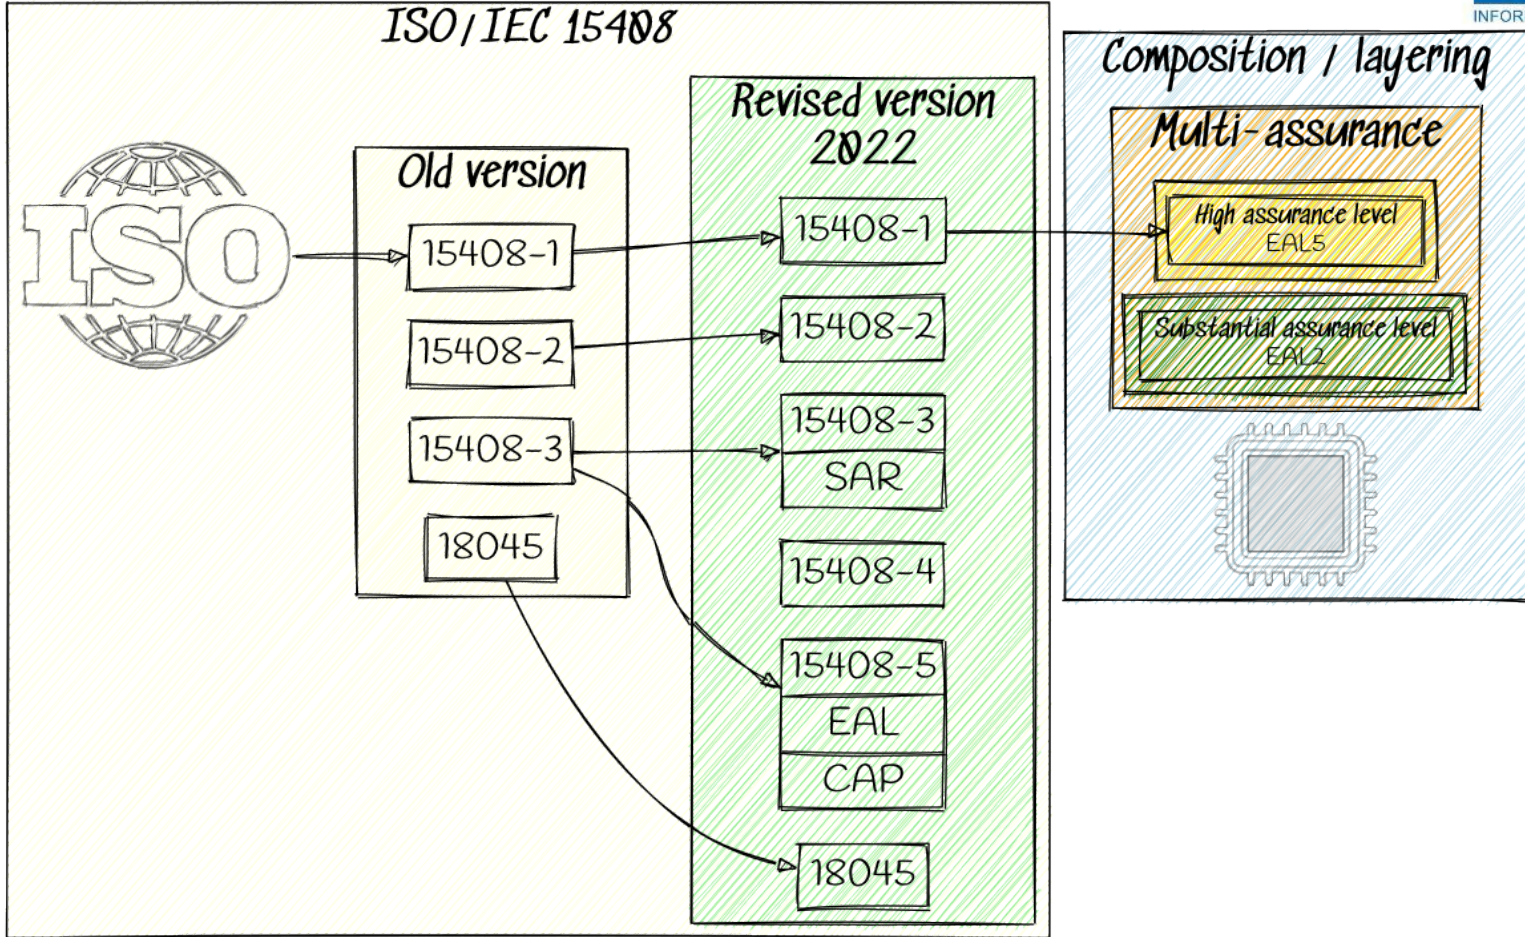 ISO/IEC 15408
INFOR
Composition / layering
Revised version
2022
Multi-assurance
Old version
ISO
15408-1
15408-2
15408-3
18045
15408-1
15408-2
15408-3
SAR
15408-4
15408-5
EAL
CAP
18045
High assurance level
EAL5
Substantial assurance level
EAL2